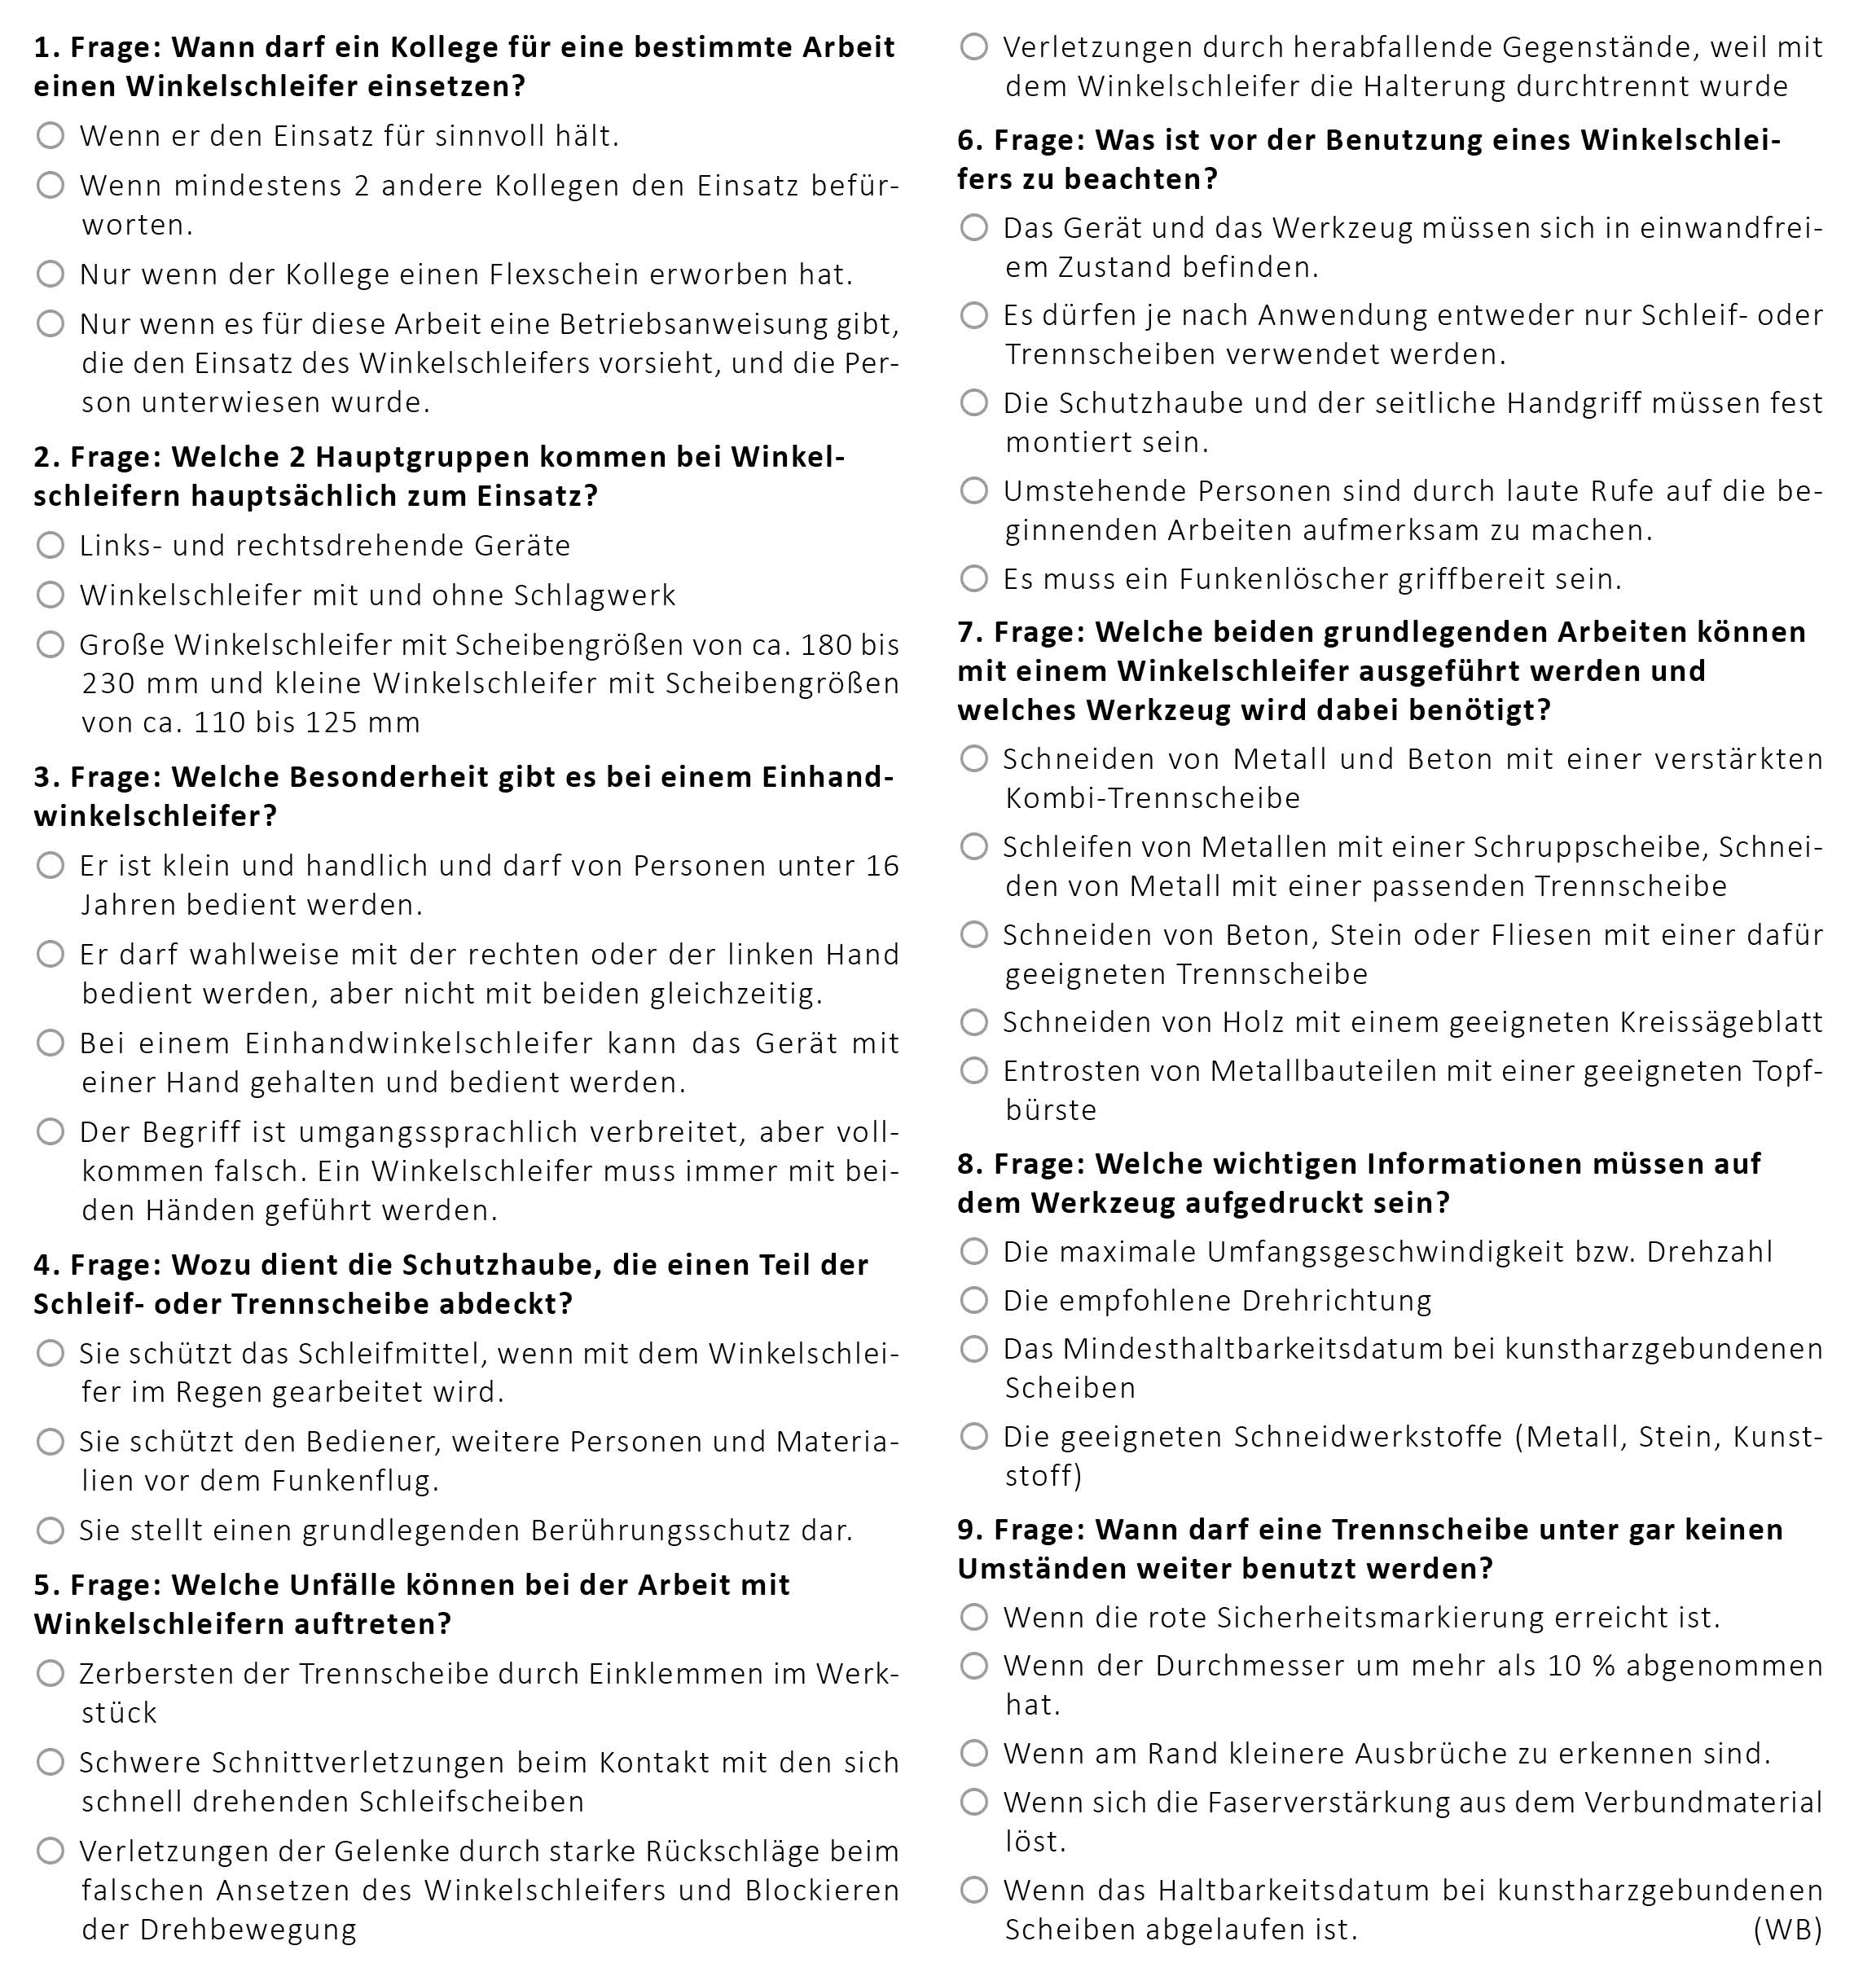 1. Frage: Wann darf ein Kollege für eine bestimmte Arbeit
einen Winkelschleifer einsetzen?
Wenn er den Einsatz für sinnvoll hält.
Wenn mindestens 2 andere Kollegen den Einsatz befür-
worten.
Nur wenn der Kollege einen Flexschein erworben hat.
Nur wenn es für diese Arbeit eine Betriebsanweisung gibt,
die den Einsatz des Winkelschleifers vorsieht, und die Per-
son unterwiesen wurde.
2. Frage: Welche 2 Hauptgruppen kommen bei Winkel-
schleifern hauptsächlich zum Einsatz?
Links- und rechtsdrehende Geräte
Winkelschleifer mit und ohne Schlagwerk
Große Winkelschleifer mit Scheibengrößen von ca. 180 bis
230 mm und kleine Winkelschleifer mit Scheibengrößen
von ca. 110 bis 125 mm
3. Frage: Welche Besonderheit gibt es bei einem Einhand-
winkelschleifer?
Er ist klein und handlich und darf von Personen unter 16
Jahren bedient werden.
Er darf wahlweise mit der rechten oder der linken Hand
bedient werden, aber nicht mit beiden gleichzeitig.
Bei einem Einhandwinkelschleifer kann das Gerät mit
einer Hand gehalten und bedient werden.
Der Begriff ist umgangssprachlich verbreitet, aber voll-
kommen falsch. Ein Winkelschleifer muss immer mit bei-
den Händen geführt werden.
4. Frage: Wozu dient die Schutzhaube, die einen Teil der
Schleif- oder Trennscheibe abdeckt?
Sie schützt das Schleifmittel, wenn mit dem Winkelschlei-
fer im Regen gearbeitet wird.
Sie schützt den Bediener, weitere Personen und Materia-
lien vor dem Funkenflug.
Sie stellt einen grundlegenden Berührungsschutz dar.
5. Frage: Welche Unfälle können bei der Arbeit mit
Winkelschleifern auftreten?
Zerbersten der Trennscheibe durch Einklemmen im Werk-
stück
Schwere Schnittverletzungen beim Kontakt mit den sich
schnell drehenden Schleifscheiben
Verletzungen der Gelenke durch starke Rückschläge beim
falschen Ansetzen des Winkelschleifers und Blockieren
der Drehbewegung
Verletzungen durch herabfallende Gegenstände, weil mit
dem Winkelschleifer die Halterung durchtrennt wurde
6. Frage: Was ist vor der Benutzung eines Winkelschlei-
fers zu beachten?
Das Gerät und das Werkzeug müssen sich in einwandfrei-
em Zustand befinden.
Es dürfen je nach Anwendung entweder nur Schleif- oder
Trennscheiben verwendet werden.
Die Schutzhaube und der seitliche Handgriff müssen fest
montiert sein.
Umstehende Personen sind durch laute Rufe auf die be-
ginnenden Arbeiten aufmerksam zu machen.
Es muss ein Funkenlöscher griffbereit sein.
7. Frage: Welche beiden grundlegenden Arbeiten können
mit einem Winkelschleifer ausgeführt werden und
welches Werkzeug wird dabei benötigt?
Schneiden von Metall und Beton mit einer verstärkten
Kombi-Trennscheibe
Schleifen von Metallen mit einer Schruppscheibe, Schnei-
den von Metall mit einer passenden Trennscheibe
Schneiden von Beton, Stein oder Fliesen mit einer dafür
geeigneten Trennscheibe
Schneiden von Holz mit einem geeigneten Kreissägeblatt
Entrosten von Metallbauteilen mit einer geeigneten Topf-
bürste
8. Frage: Welche wichtigen Informationen müssen auf
dem Werkzeug aufgedruckt sein?
Die maximale Umfangsgeschwindigkeit bzw. Drehzahl
Die empfohlene Drehrichtung
Das Mindesthaltbarkeitsdatum bei kunstharzgebundenen
Scheiben
Die geeigneten Schneidwerkstoffe (Metall, Stein, Kunst-
stoff)
9. Frage: Wann darf eine Trennscheibe unter gar keinen
Umständen weiter benutzt werden?
Wenn die rote Sicherheitsmarkierung erreicht ist.
Wenn der Durchmesser um mehr als 10 % abgenommen
hat.
Wenn am Rand kleinere Ausbrüche zu erkennen sind.
Wenn sich die Faserverstärkung aus dem Verbundmaterial
löst.
Wenn das Haltbarkeitsdatum bei kunstharzgebundenen
Scheiben abgelaufen ist. (WB)